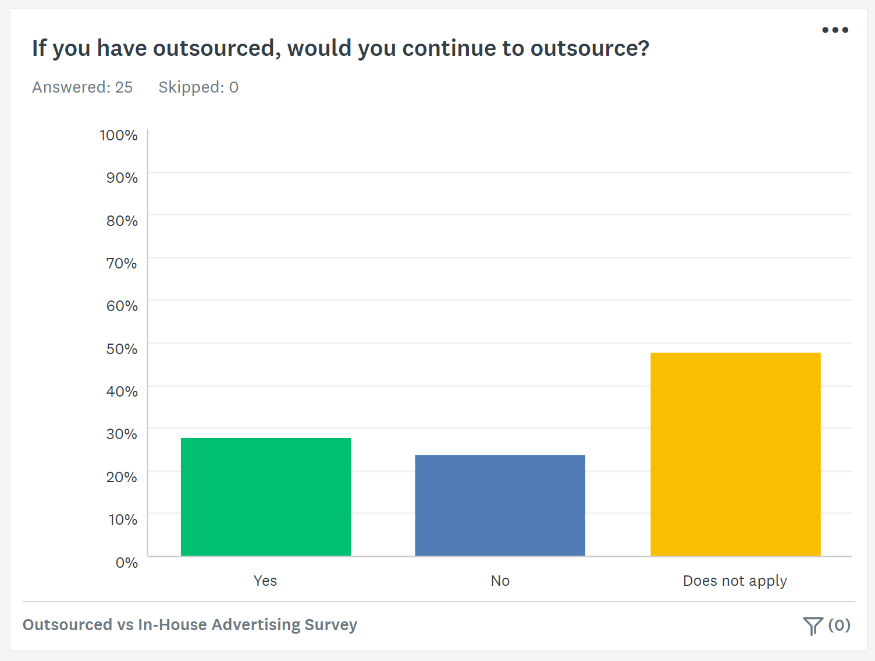 If you have outsourced, would you continue to outsource?
Answered: 25 Skipped: 0
100%
90%
80%
70%
60%
50%
40%
30%
20%
10%
0%
Yes No Does not apply
Outsourced vs In-House Advertising Survey (0)